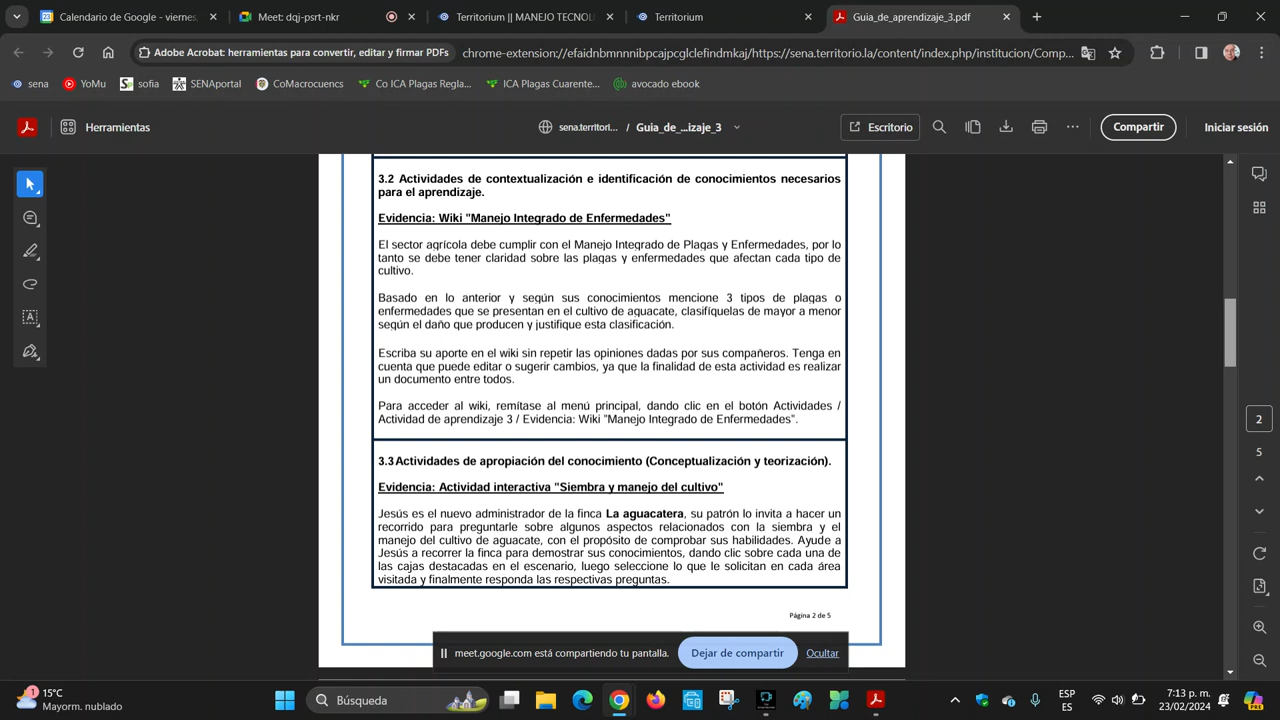 Calendario de Google - viernes,
Meet: dqj-psrt-nkr
Territorium || MANEJO TECNOL
Territorium
Guia_de_aprendizaje_3.pdf
Adobe Acrobat: herramientas para convertir, editar y firmar PDFs
chrome-extension://efaidnbmnnnibpcajpcglclefindmkaj/https://sena.territorio.la/content/index.php/institucion/Comp...
sena
YoMu
sofia
SENAportal
CoMacrocuencs
Co ICA Plagas Regla...
ICA Plagas Cuarente...
avocado ebook
Herramientas
sena.territori... / Guia_de_...izaje_3
Escritorio
Compartir
Iniciar sesión
3.2 Actividades de contextualización e identificación de conocimientos necesarios
para el aprendizaje.
Evidencia: Wiki "Manejo Integrado de Enfermedades"
El sector agrícola debe cumplir con el Manejo Integrado de Plagas y Enfermedades, por lo
tanto se debe tener claridad sobre las plagas y enfermedades que afectan cada tipo de
cultivo.
Basado en lo anterior y según sus conocimientos mencione 3 tipos de plagas o
enfermedades que se presentan en el cultivo de aguacate, clasifíquelas de mayor a menor
según el daño que producen y justifique esta clasificación.
Escriba su aporte en el wiki sin repetir las opiniones dadas por sus compañeros. Tenga en
cuenta que puede editar o sugerir cambios, ya que la finalidad de esta actividad es realizar
un documento entre todos.
Para acceder al wiki, remítase al menú principal, dando clic en el botón Actividades /
Actividad de aprendizaje 3 / Evidencia: Wiki "Manejo Integrado de Enfermedades".
3.3 Actividades de apropiación del conocimiento (Conceptualización y teorización).
Evidencia: Actividad interactiva "Siembra y manejo del cultivo"
Jesús es el nuevo administrador de la finca La aguacatera, su patrón lo invita a hacer un
recorrido para preguntarle sobre algunos aspectos relacionados con la siembra y el
manejo del cultivo de aguacate, con el propósito de comprobar sus habilidades. Ayude a
Jesús a recorrer la finca para demostrar sus conocimientos, dando clic sobre cada una de
las cajas destacadas en el escenario, luego seleccione lo que le solicitan en cada área
visitada y finalmente responda las respectivas preguntas.
Página 2 de 5
2
5
meet.google.com está compartiendo tu pantalla.
Dejar de compartir
Ocultar
1
15°C
Mayorm. nublado
Búsqueda
ESP
ES
7:13 p. m.
23/02/2024